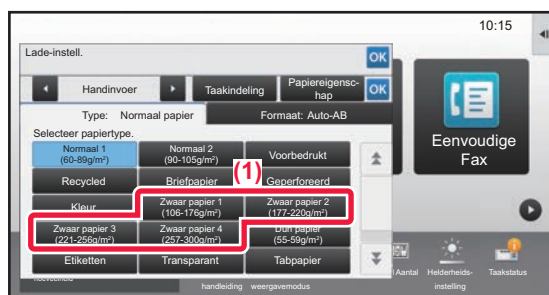 10:15
Lade-instell.
OK
Handinvoer
Taakindeling
Papiereigensc-
hap
OK
Type: Normaal papier
Formaat: Auto-AB
Selecteer papiertype.
Normaal 1
(60-89g/m²)
Normaal 2
(90-105g/m²)
Voorbedrukt
Recycled
Briefpapier
(1)
Geperforeerd
Kleur
Zwaar papier 1
(106-176g/m²)
Zwaar papier 2
(177-220g/m²)
Zwaar papier 3
(221-256g/m²)
Zwaar papier 4
(257-300g/m²)
Dun papier
(55-59g/m²)
Etiketten
Transparant
Tabpapier
Eenvoudige
Fax
Aantal
Helderheids-
instelling
Taakstatus
hoeveelheid
handleiding
weergavemodus